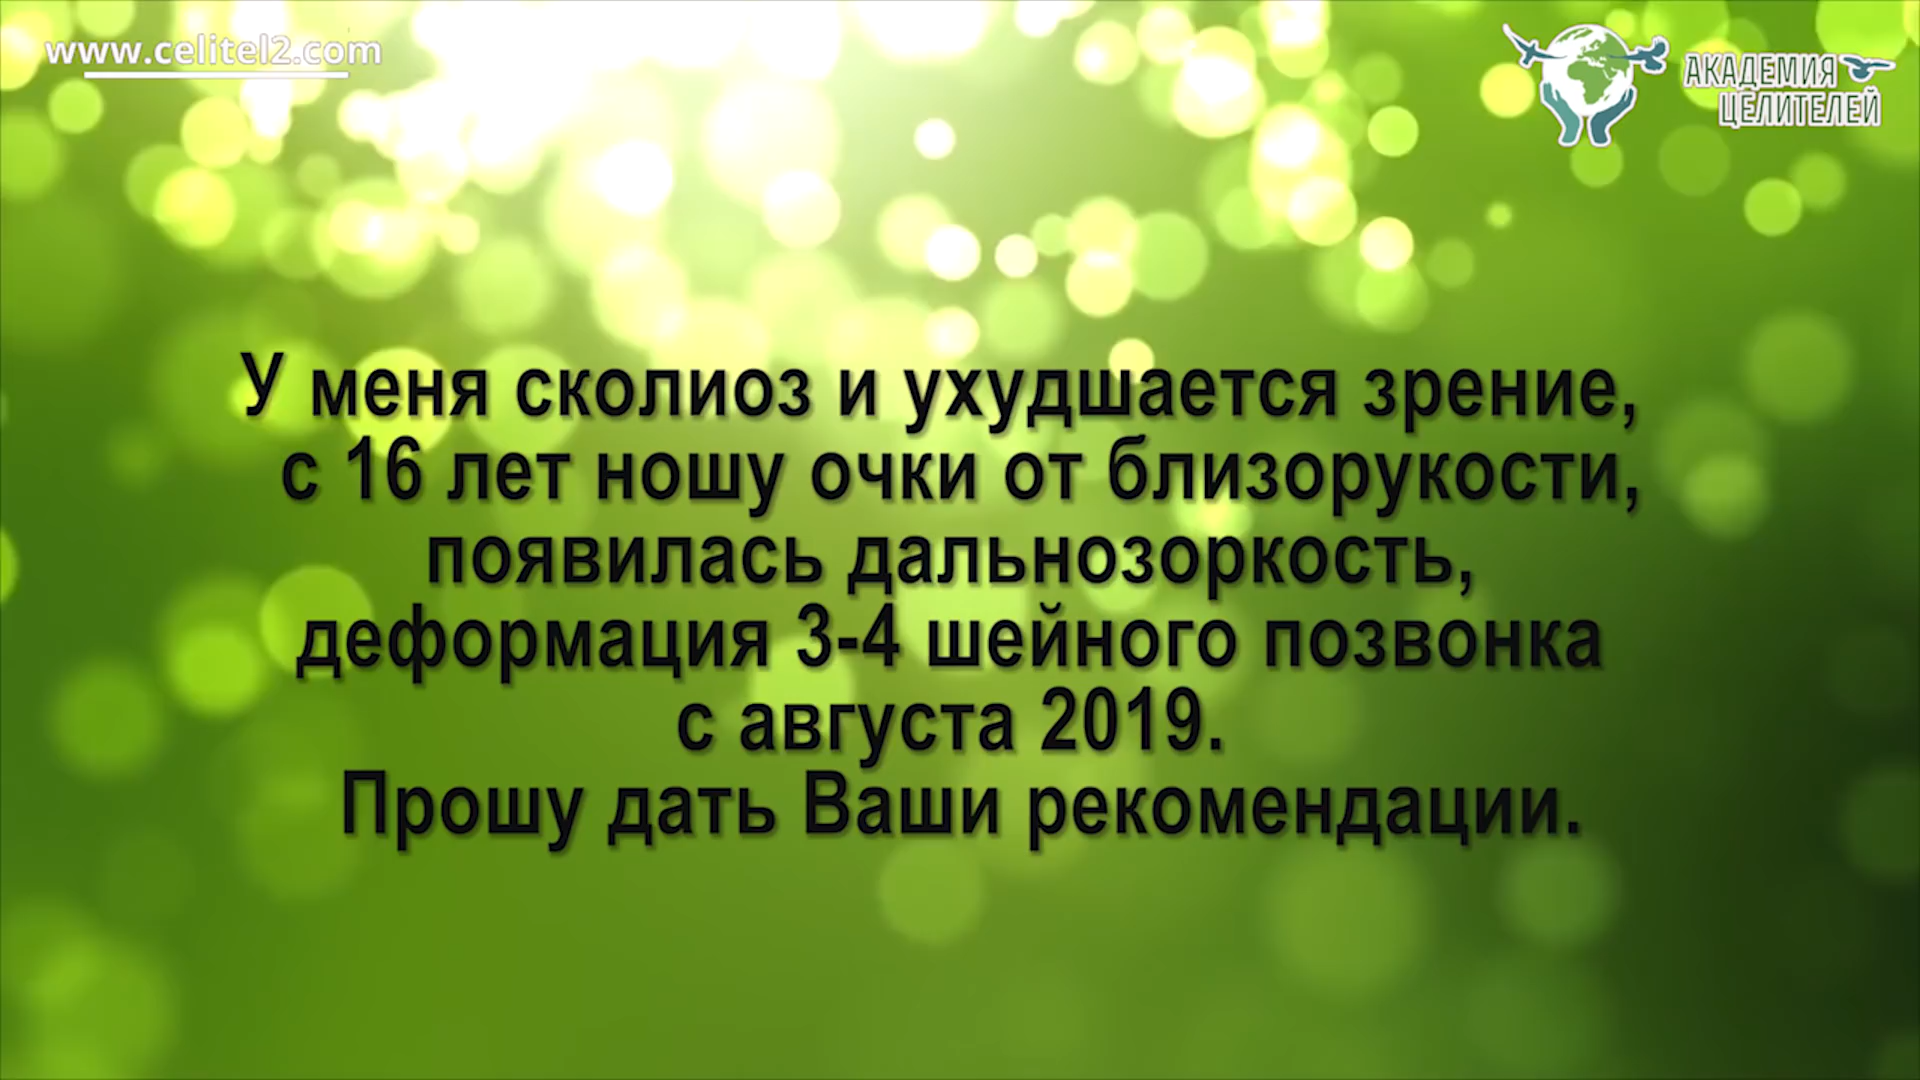 www.celitel2.com
АКАДЕМИЯ
ЦЕЛИТЕЛЕЙ
У меня сколиоз и ухудшается зрение,
с 16 лет ношу очки от близорукости,
появилась дальнозоркость,
деформация 3-4 шейного позвонка
с августа 2019.
Прошу дать Ваши рекомендации.